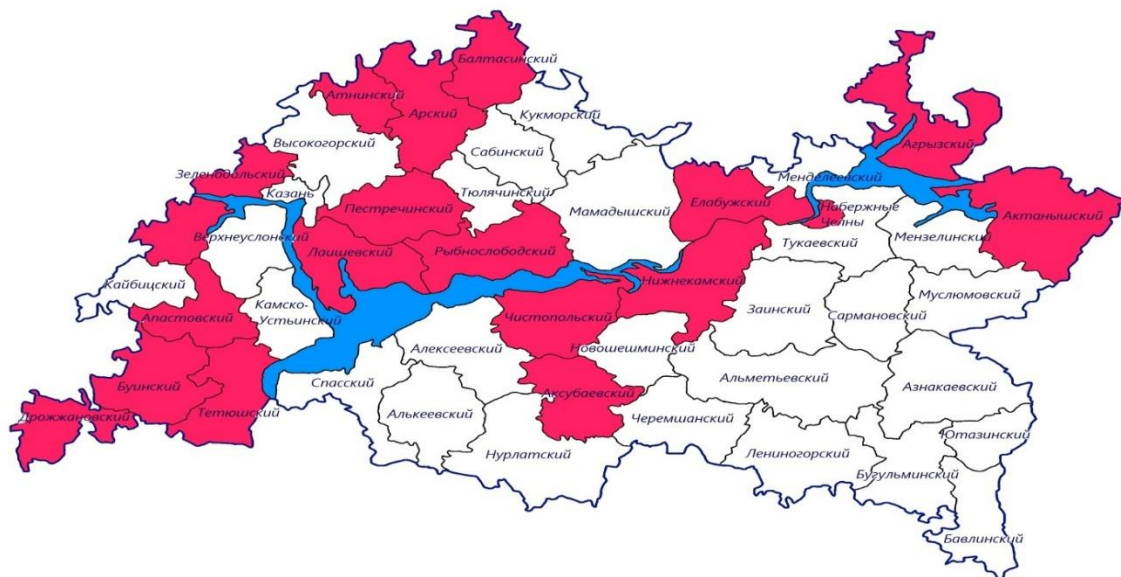 Балтасинский
Атнинский
Арский
Кукморский
Высокогорский
Сабинский
Агрызский
Зеленодольский
Менделеевский
Казань
Тюлячинский
Елабужский
Пестречинский
Мамадышский
Набержные
Челны
Актанышский
Верхнеуслонский
Лаишевский
Рыбнослободский
Тукаевский
Мензелинский
Кайбицкий
Нижнекамский
Муслюмовский
Камско-
Устьинский
Заинский
Сармановский
Апастовский
Чистопольский
Алексеевский
Новошешминский
Спасский
Альметьевский
Азнакаевский
Буинский
Аксубаевский
Дрожжановский
Тетюшский
Алькеевский
Черемшанский
Ютазинский
Нурлатский
Лениногорский
Бугульминский
Бавлинский